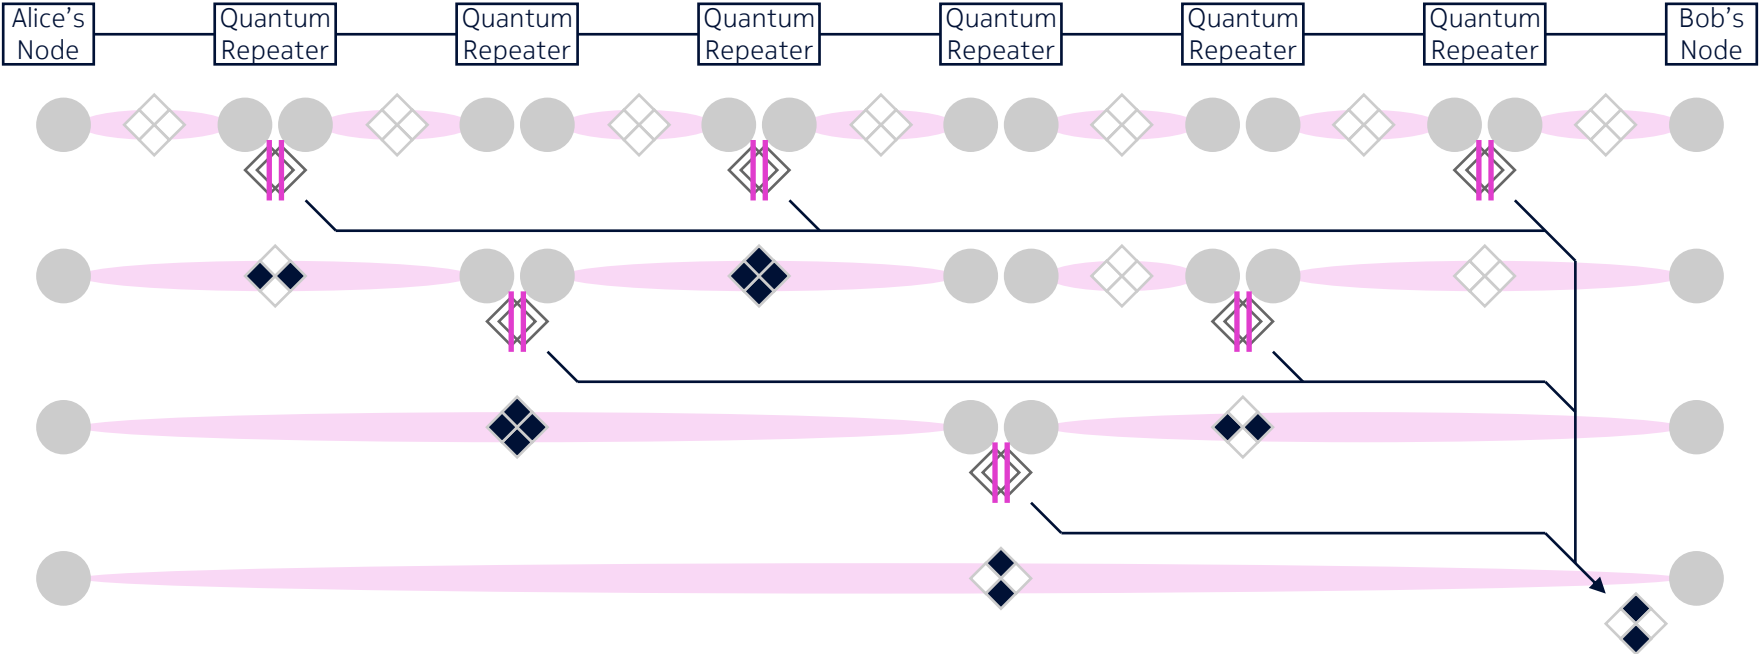 Alice’s
Node
Quantum
Repeater
Quantum
Repeater
Quantum
Repeater
Quantum
Repeater
Quantum
Repeater
Quantum
Repeater
Bob’s
Node